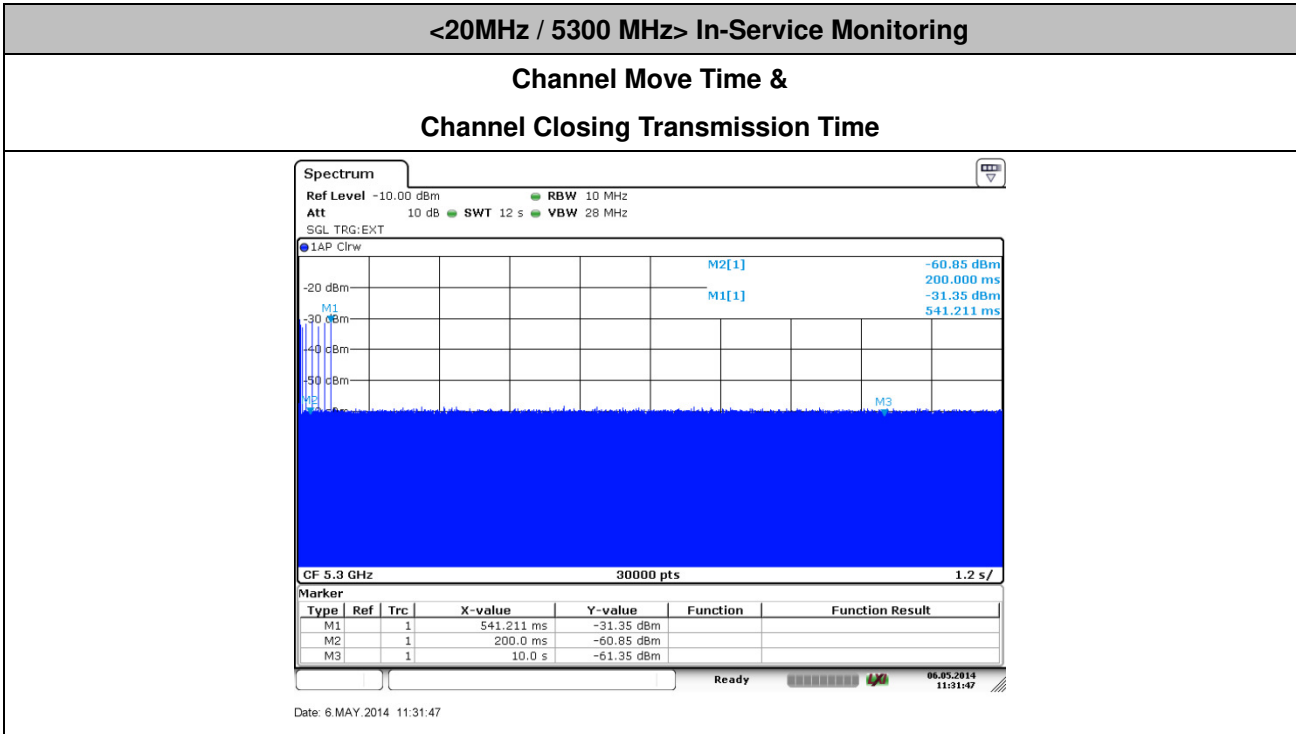 <20MHz / 5300 MHz> In-Service Monitoring
Channel Move Time &
Channel Closing Transmission Time
Spectrum
Ref Level -10.00 dBm RBW 10 MHz
Att 10 dB SWT 12 s VBW 28 MHz
SGL TRG:EXT
1AP Clrw
M2[1] -60.85 dBm
200.000 ms
M1[1] -31.35 dBm
541.211 ms
-20 dBm
M1
-30 dBm
-40 dBm
-50 dBm
M2
M3
CF 5.3 GHz 30000 pts 1.2 s/
Marker
Type Ref Trc X-value Y-value Function Function Result
M1 1 541.211 ms -31.35 dBm
M2 1 200.0 ms -60.85 dBm
M3 1 10.0 s -61.35 dBm
Ready LXI 06.05.2014
11:31:47
Date: 6.MAY.2014 11:31:47